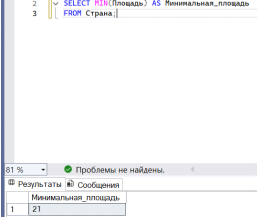 2 SELECT MIN(Площадь) AS Минимальная_площадь
3 FROM Страна;
81 % Проблемы не найдены.
Результаты Сообщения
Минимальная_площадь
1 21